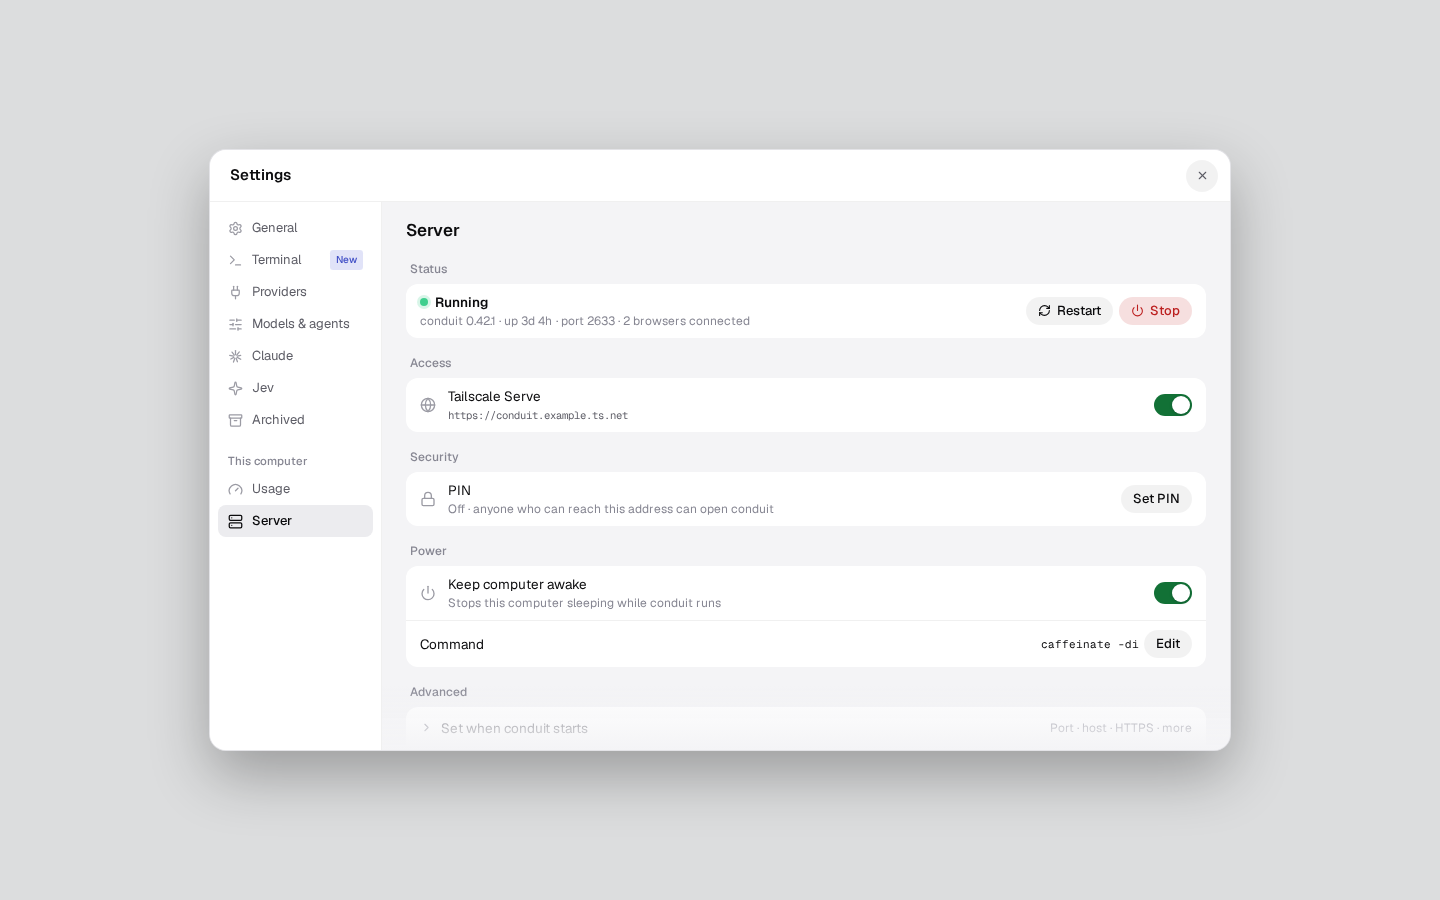 Settings
General
Terminal New
Providers
Models & agents
Claude
Jev
Archived
This computer
Usage
Server
Server
Status
Running
conduit 0.42.1 · up 3d 4h · port 2633 · 2 browsers connected
Restart
Stop
Access
Tailscale Serve
https://conduit.example.ts.net
Security
PIN
Off · anyone who can reach this address can open conduit
Set PIN
Power
Keep computer awake
Stops this computer sleeping while conduit runs
Command
caffeinate -di
Edit
Advanced
Set when conduit starts
Port · host · HTTPS · more